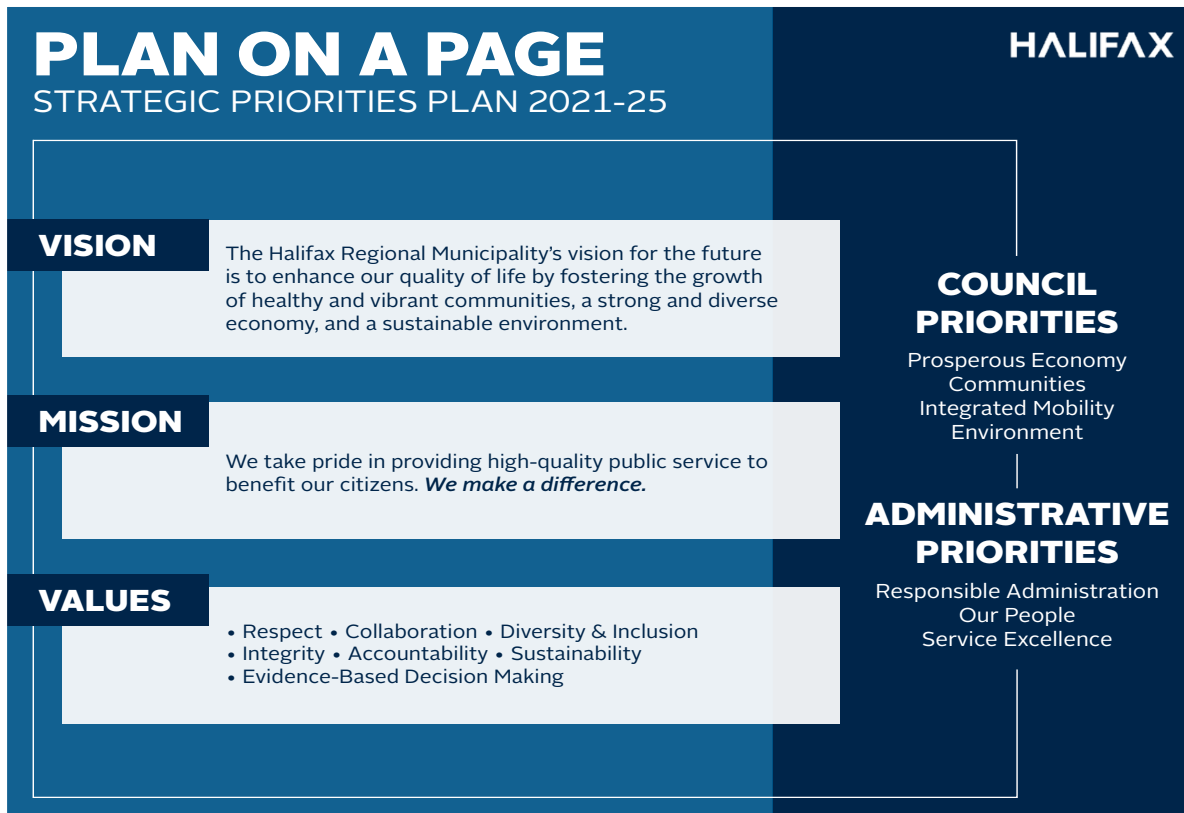 PLAN ON A PAGE
STRATEGIC PRIORITIES PLAN 2021-25
HALIFAX
VISION
The Halifax Regional Municipality’s vision for the future
is to enhance our quality of life by fostering the growth
of healthy and vibrant communities, a strong and diverse
economy, and a sustainable environment.
MISSION
We take pride in providing high-quality public service to
benefit our citizens. We make a difference.
VALUES
• Respect • Collaboration • Diversity & Inclusion
• Integrity • Accountability • Sustainability
• Evidence-Based Decision Making
COUNCIL
PRIORITIES
Prosperous Economy
Communities
Integrated Mobility
Environment
ADMINISTRATIVE
PRIORITIES
Responsible Administration
Our People
Service Excellence